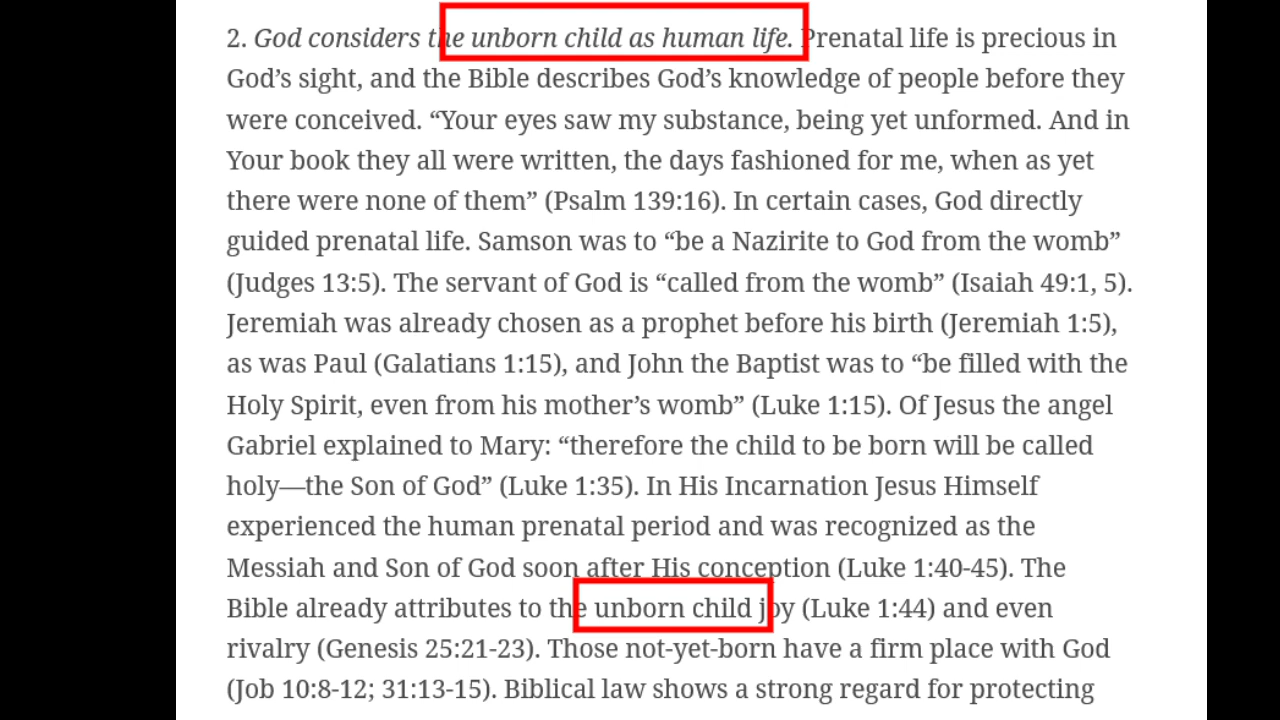 2. God considers the unborn child as human life. Prenatal life is precious in
God’s sight, and the Bible describes God’s knowledge of people before they
were conceived. “Your eyes saw my substance, being yet unformed. And in
Your book they all were written, the days fashioned for me, when as yet
there were none of them” (Psalm 139:16). In certain cases, God directly
guided prenatal life. Samson was to “be a Nazirite to God from the womb”
(Judges 13:5). The servant of God is “called from the womb” (Isaiah 49:1, 5).
Jeremiah was already chosen as a prophet before his birth (Jeremiah 1:5),
as was Paul (Galatians 1:15), and John the Baptist was to “be filled with the
Holy Spirit, even from his mother’s womb” (Luke 1:15). Of Jesus the angel
Gabriel explained to Mary: “therefore the child to be born will be called
holy—the Son of God” (Luke 1:35). In His Incarnation Jesus Himself
experienced the human prenatal period and was recognized as the
Messiah and Son of God soon after His conception (Luke 1:40-45). The
Bible already attributes to the unborn child joy (Luke 1:44) and even
rivalry (Genesis 25:21-23). Those not-yet-born have a firm place with God
(Job 10:8-12; 31:13-15). Biblical law shows a strong regard for protecting